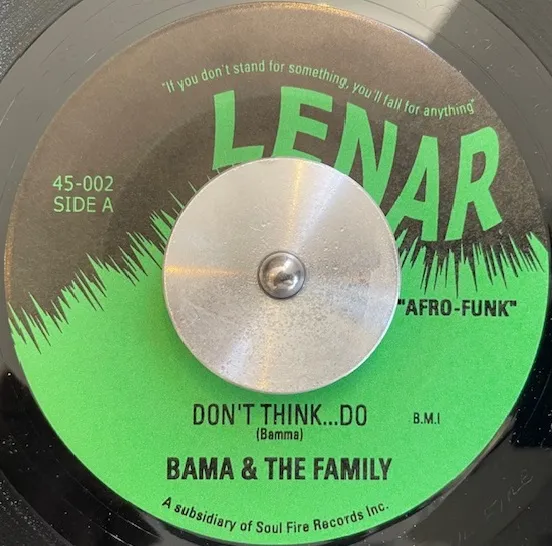 "If you don't stand for something, you'll fall for anything"
LENAR
45-002
SIDE A
"AFRO-FUNK"
DON'T THINK...DO
B.M.I
(Bamma)
BAMA & THE FAMILY
A subsidiary of Soul Fire Records Inc.